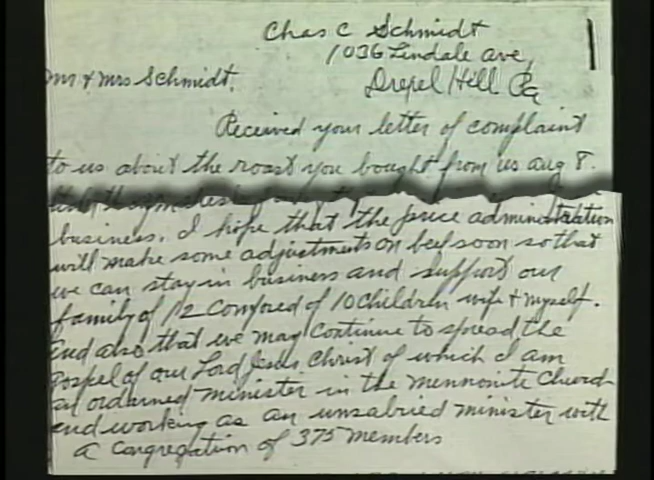 Chas C Schmidt
1036 Lindale ave,
Mr & Mrs Schmidt.
Drexel Hill Pa
Received your letter of complaint
to us about the roast you bought from us aug 8.
business. I hope that the price administration
will make some adjustments on beef soon so that
we can stay in business and support our
family of 12 Compored of 10 Children wife & myself.
and also that we may Continue to spread the
gospel of our Lord Jesus Christ of which I am
an ordained minister in the mennonite Church
and working as an unsalried minister with
a congregation of 375 members